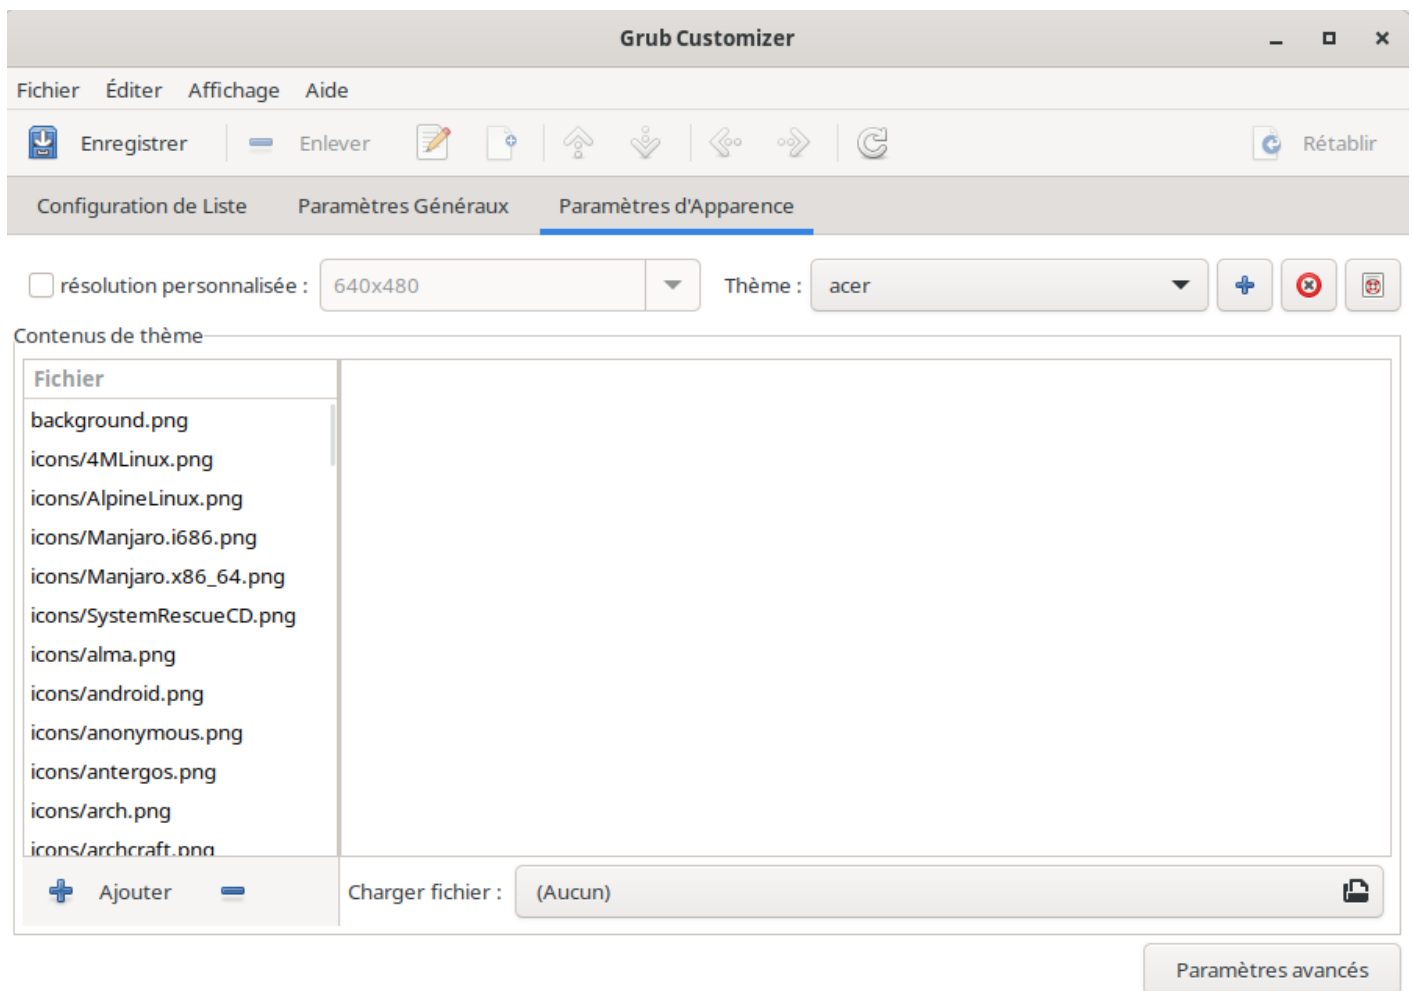 Grub Customizer
Fichier Éditer Affichage Aide
Enregistrer Enlever Rétablir
Configuration de Liste Paramètres Généraux Paramètres d'Apparence
résolution personnalisée : 640x480 Thème : acer
Contenus de thème
Fichier
background.png
icons/4MLinux.png
icons/AlpineLinux.png
icons/Manjaro.i686.png
icons/Manjaro.x86_64.png
icons/SystemRescueCD.png
icons/alma.png
icons/android.png
icons/anonymous.png
icons/antergos.png
icons/arch.png
icons/archcraft.png
Ajouter Charger fichier : (Aucun)
Paramètres avancés